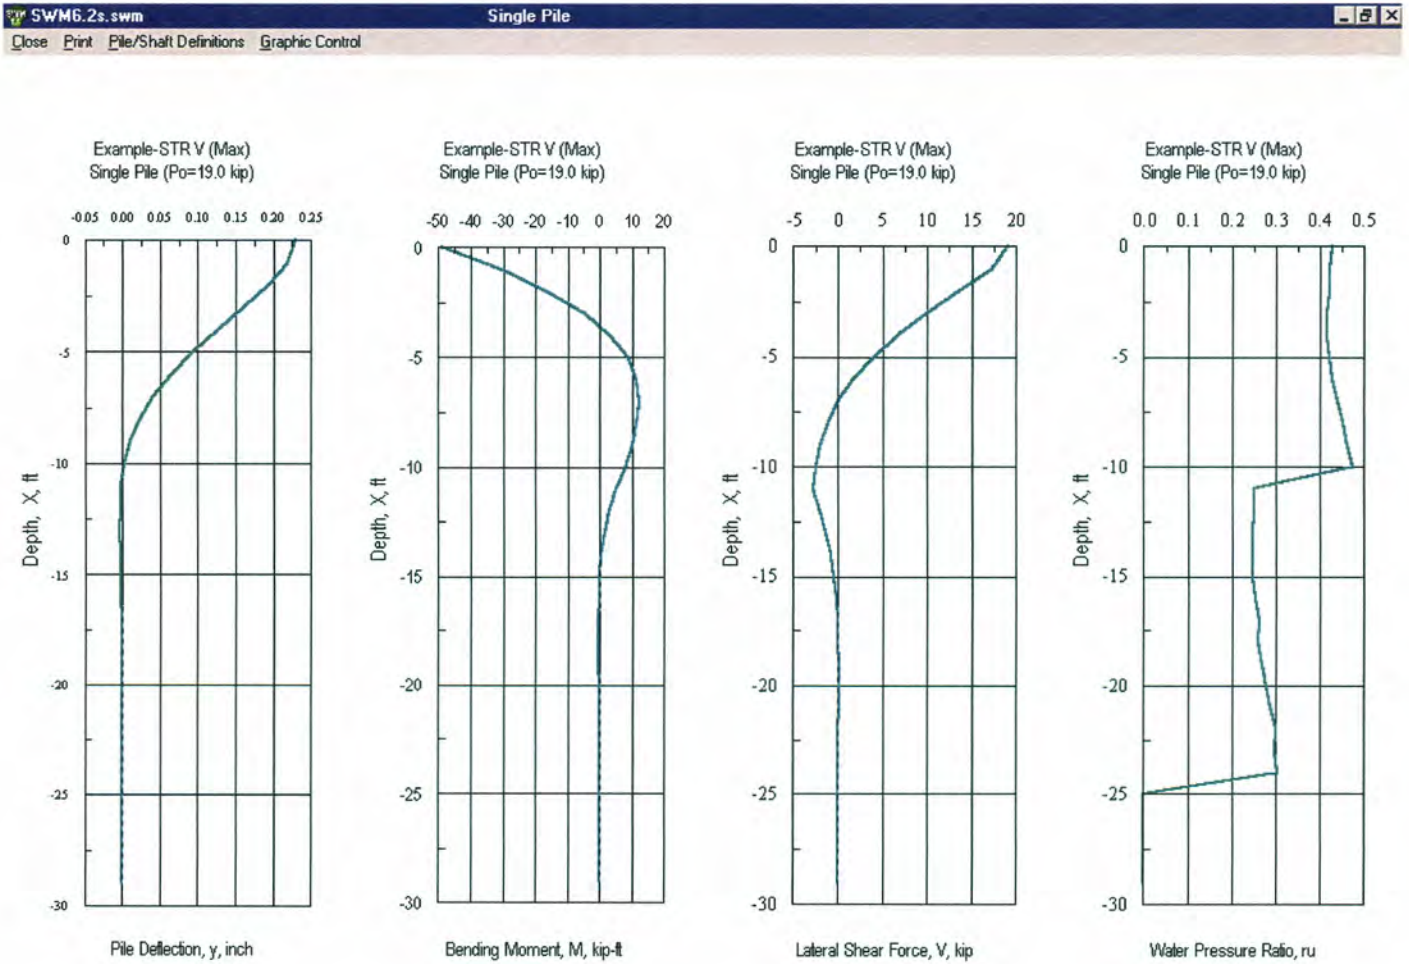 SWM6.2s.swm Single Pile
Close Print Pile/Shaft Definitions Graphic Control
Example-STR V (Max)
Single Pile (Po=19.0 kip)
-0.05 0.00 0.05 0.10 0.15 0.20 0.25
0
-5
-10
-15
-20
-25
-30
Depth, X, ft
Pile Deflection, y, inch
Example-STR V (Max)
Single Pile (Po=19.0 kip)
-50 -40 -30 -20 -10 0 10 20
0
-5
-10
-15
-20
-25
-30
Depth, X, ft
Bending Moment, M, kip-ft
Example-STR V (Max)
Single Pile (Po=19.0 kip)
-5 0 5 10 15 20
0
-5
-10
-15
-20
-25
-30
Depth, X, ft
Lateral Shear Force, V, kip
Example-STR V (Max)
Single Pile (Po=19.0 kip)
0.0 0.1 0.2 0.3 0.4 0.5
0
-5
-10
-15
-20
-25
-30
Depth, X, ft
Water Pressure Ratio, ru